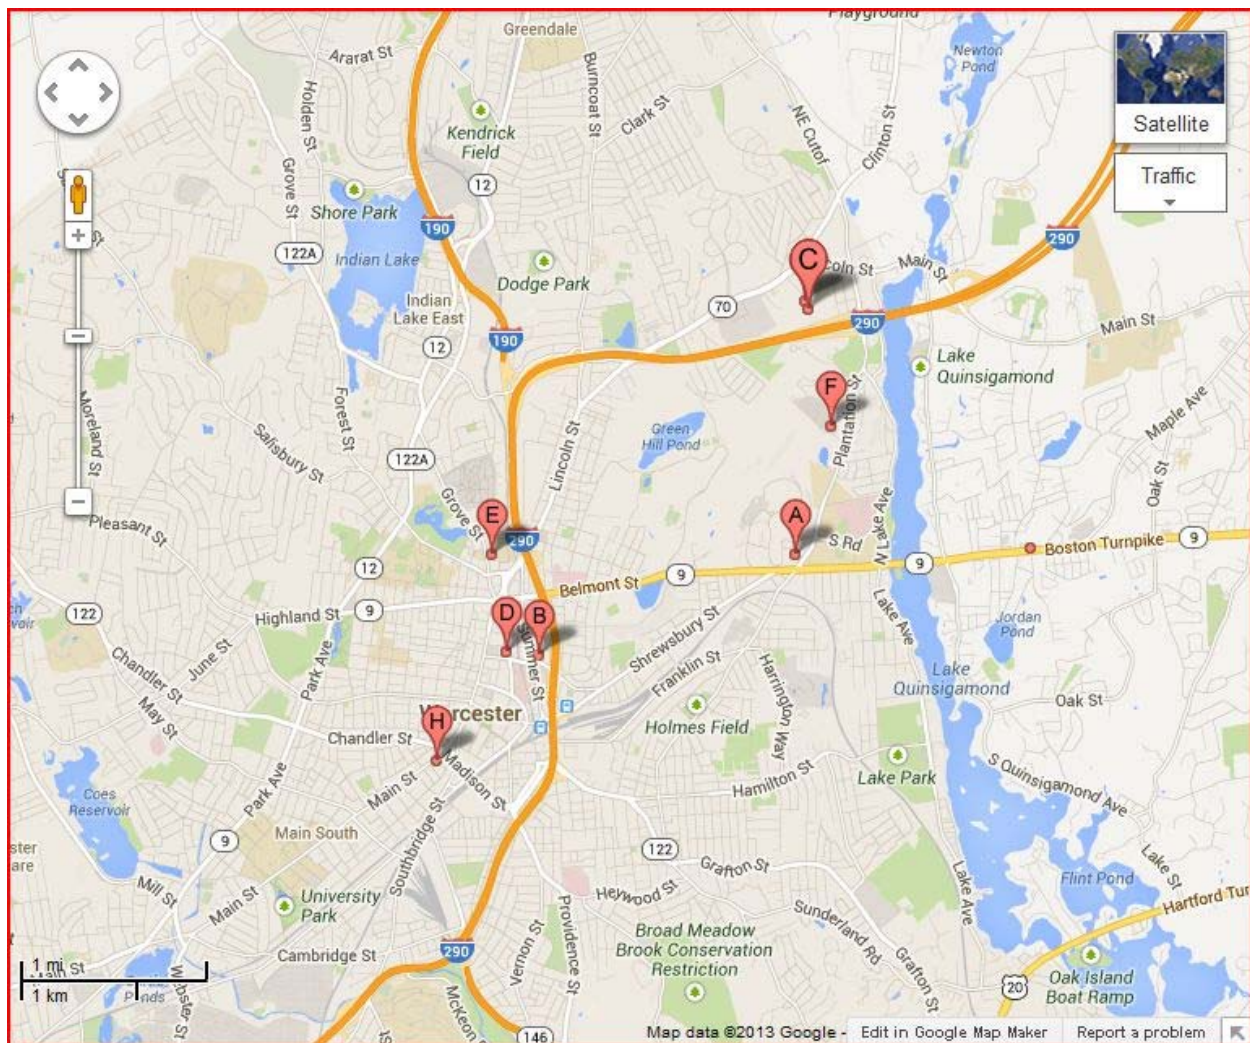 Playground
Greendale
Ararat St
Newton
Pond
Holden St
Burncoat St
Clark St
NE Cutof
Clinton St
Kendrick
Field
Satellite
Traffic
Grove St
12
Shore Park
190
290
122A
Indian Lake
Dodge Park
C
coln St
Main St
Indian
Lake East
70
12
190
290
Main St
Lake
Quinsigamond
Moreland St
Forest St
F
Plantation St
Maple Ave
Salisbury St
Lincoln St
Green
Hill Pond
122A
Oak St
Pleasant St
Grove St
E
290
A
S Rd
N Lake Ave
Boston Turnpike
9
9
12
9
Belmont St
122
Highland St
9
D
B
Lake Ave
Jordan
Pond
June St
Park Ave
Summer St
Shrewsbury St
Franklin St
Harrington Way
Lake
Quinsigamond
Chandler St
May St
Oak St
H
Worcester
Holmes Field
Chandler St
Madison St
Main St
Hamilton St
Lake Park
S Quinsigamond Ave
Coes
Reservoir
Park Ave
Southbridge St
Main South
9
122
Grafton St
Mill St
Main St
University
Park
Heywood St
Lake Ave
Flint Pond
Lake St
Hartford Tur
Providence St
Vernon St
Sunderland Rd
Grafton St
Broad Meadow
Brook Conservation
Restriction
Cambridge St
290
1 mi
1 km
Main St
Ponds
Webster St
McKeon
20
Oak Island
Boat Ramp
146
Map data ©2013 Google -
Edit in Google Map Maker
Report a problem